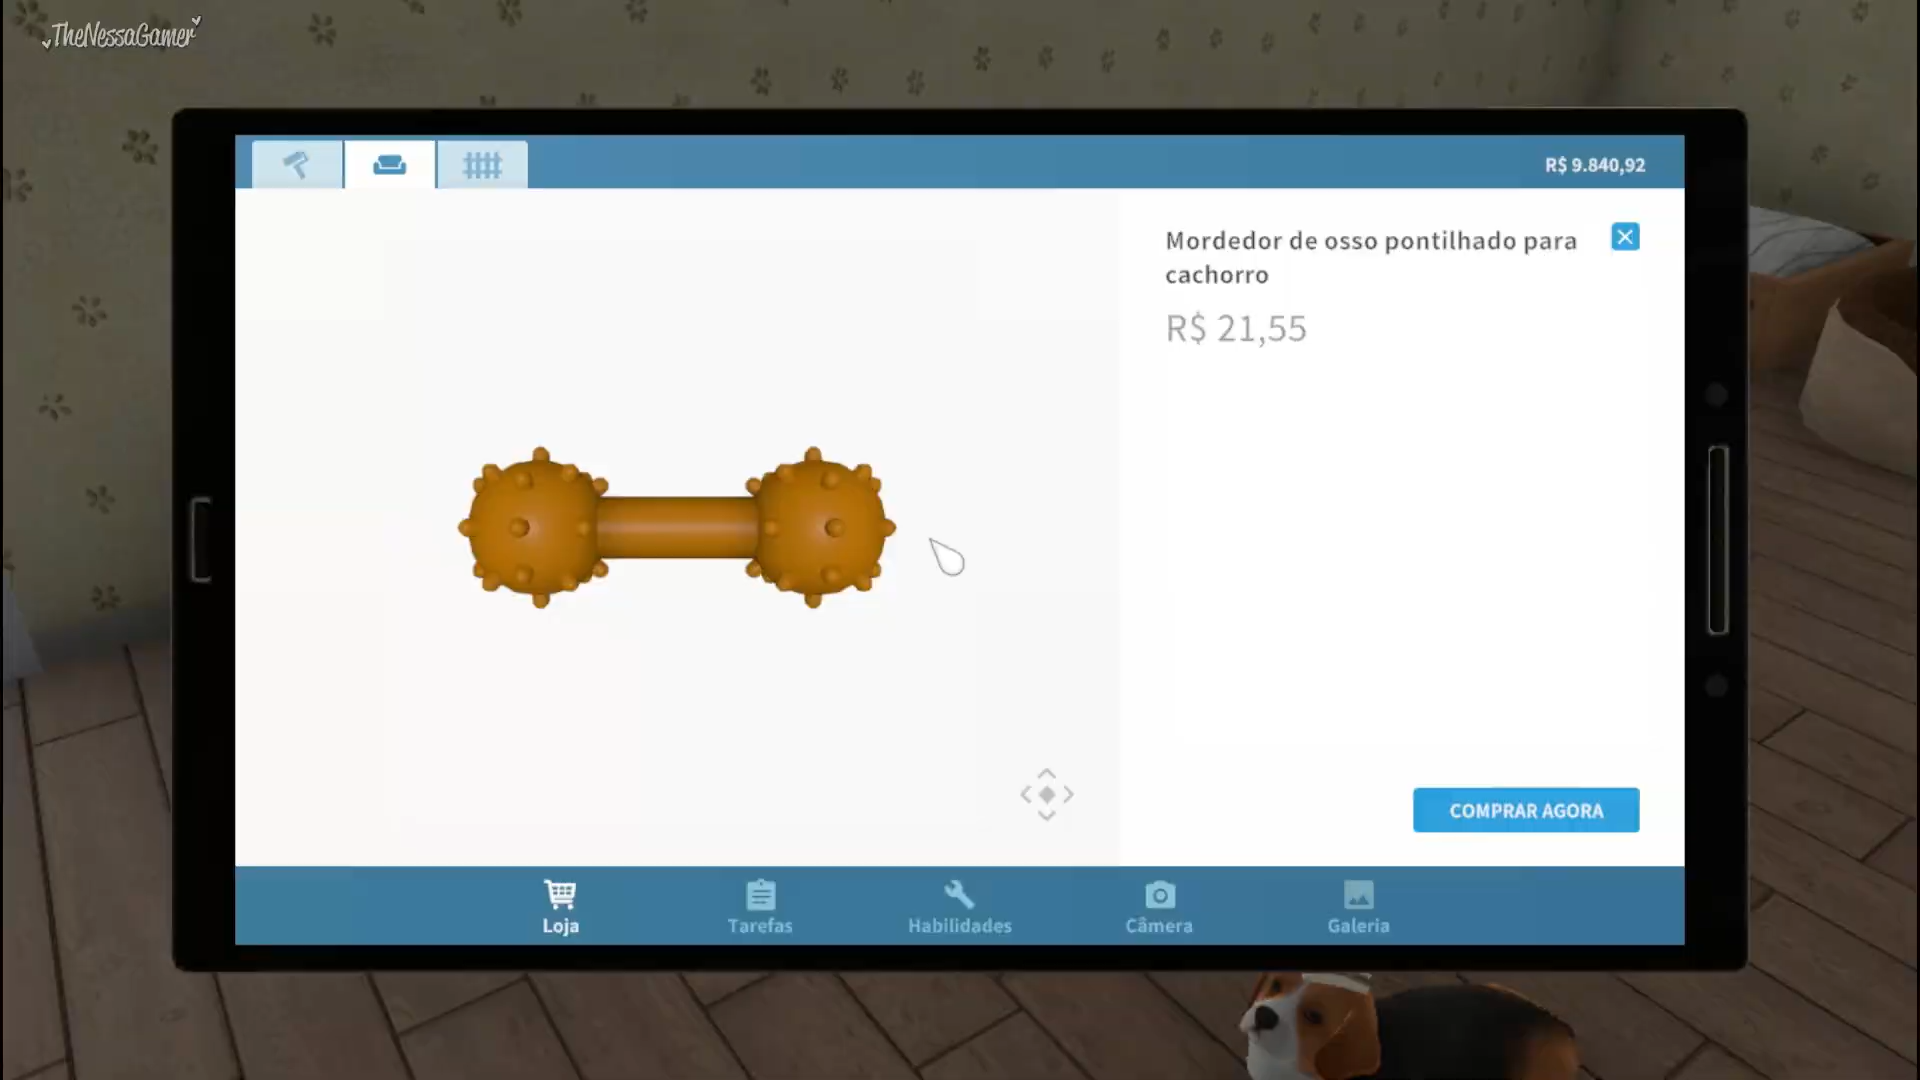 TheNessaGamer
R$ 9.840,92
Mordedor de osso pontilhado para
cachorro
R$ 21,55
COMPRAR AGORA
Loja
Tarefas
Habilidades
Câmera
Galeria